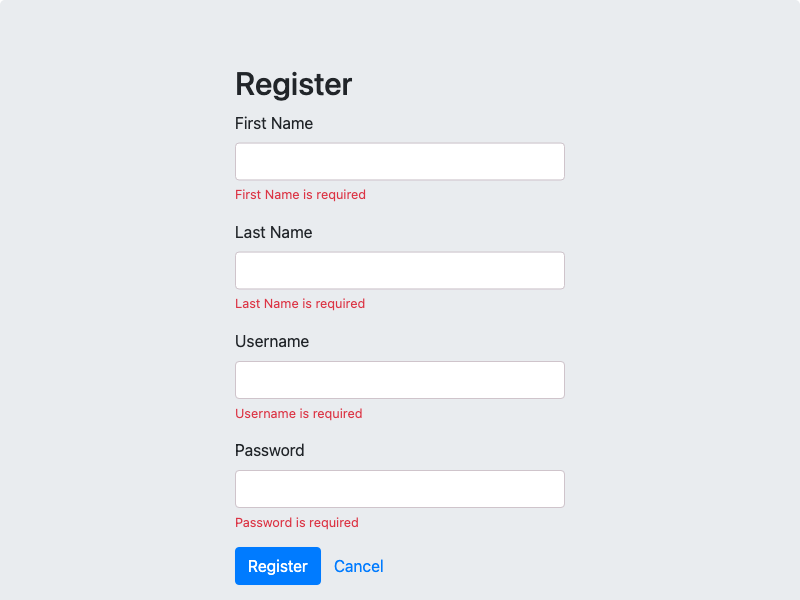 Register
First Name
First Name is required
Last Name
Last Name is required
Username
Username is required
Password
Password is required
Register Cancel